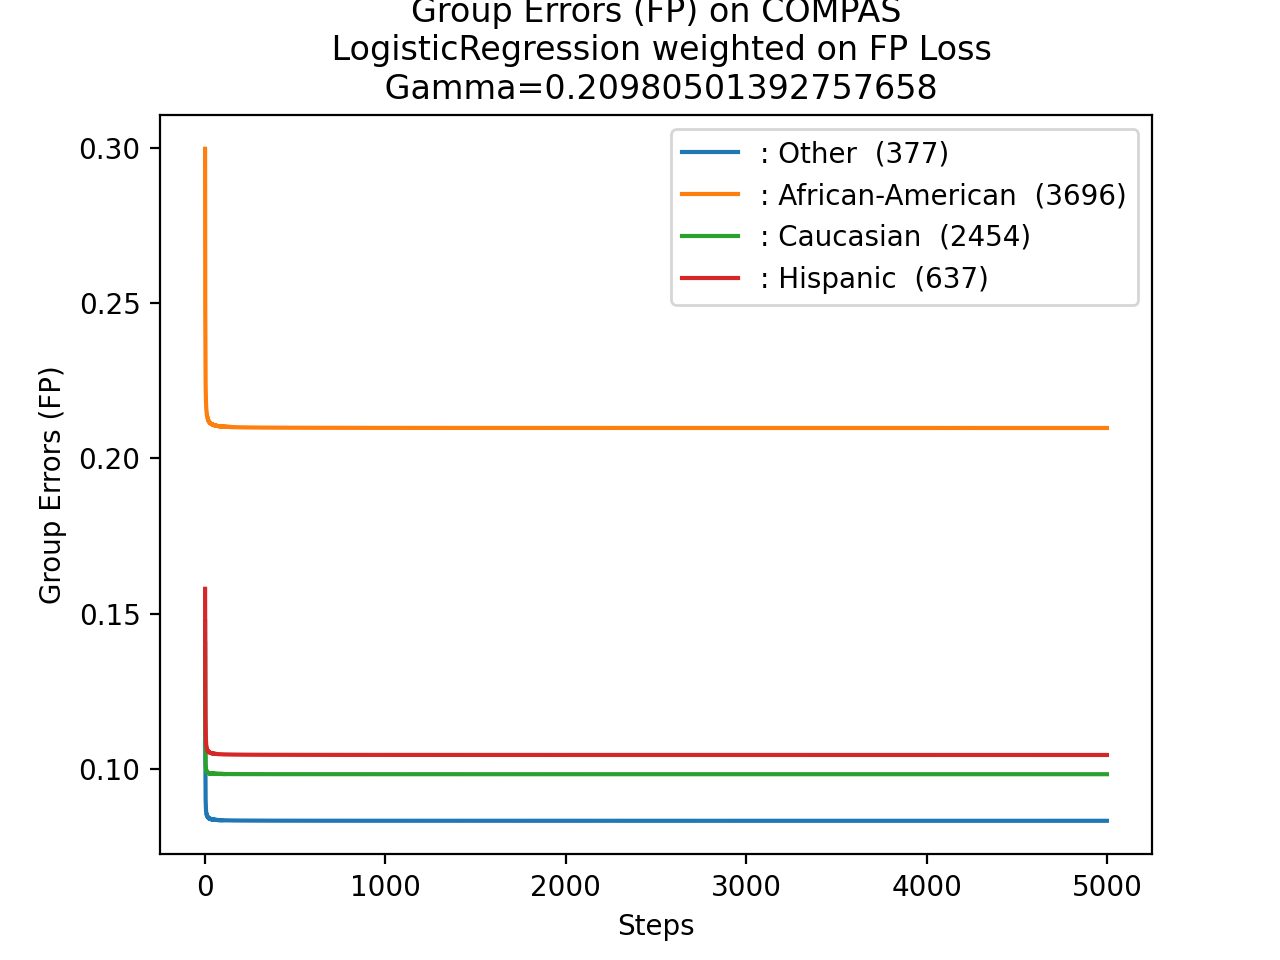 Group Errors (FP) on COMPAS
LogisticRegression weighted on FP Loss
Gamma=0.20980501392757658
: Other (377)
: African-American (3696)
: Caucasian (2454)
: Hispanic (637)
Group Errors (FP)
0.30
0.25
0.20
0.15
0.10
0 1000 2000 3000 4000 5000
Steps